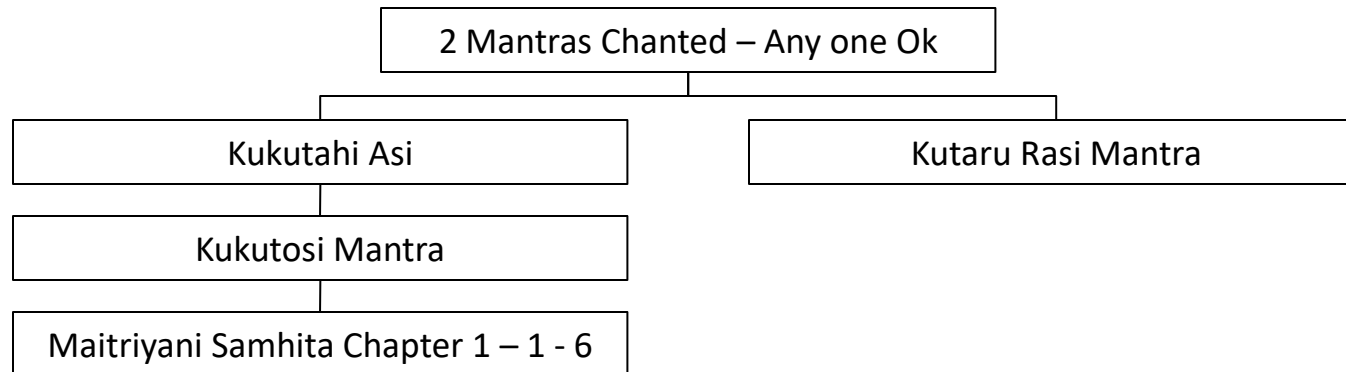 2 Mantras Chanted – Any one Ok
Kukutahi Asi
Kutaru Rasi Mantra
Kukutosi Mantra
Maitriyani Samhita Chapter 1 – 1 - 6